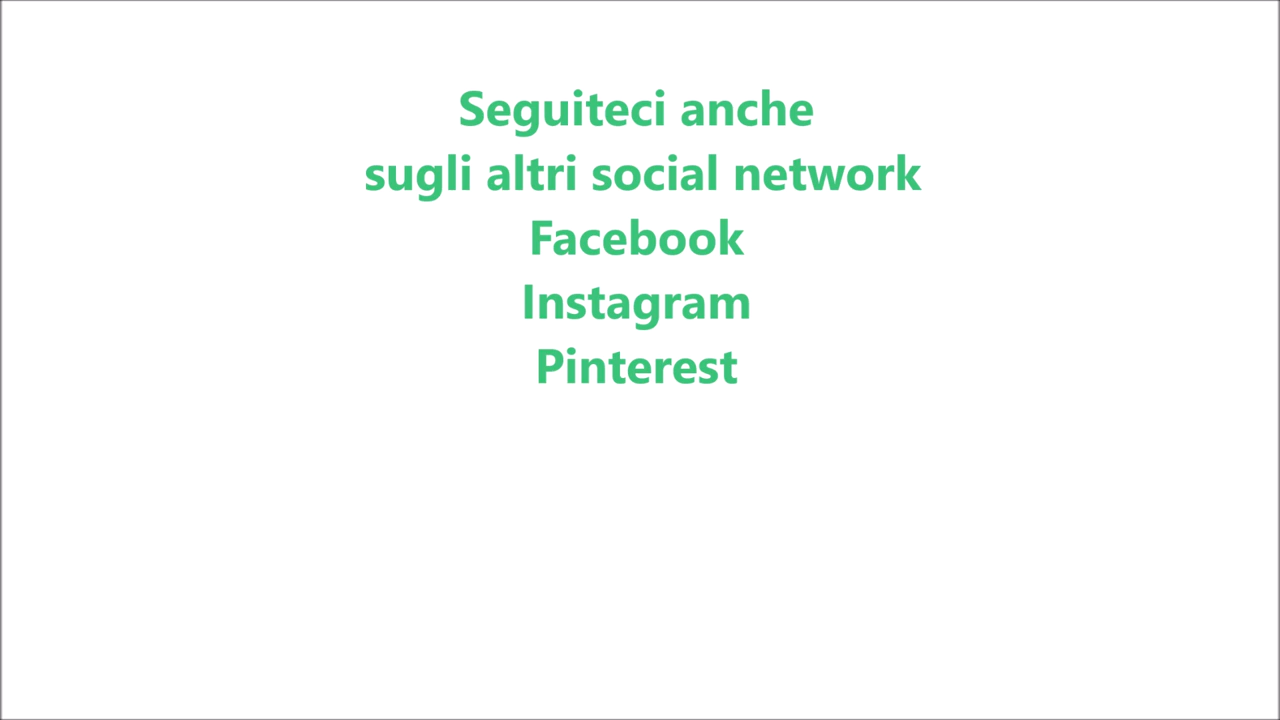 Seguiteci anche
sugli altri social network
Facebook
Instagram
Pinterest